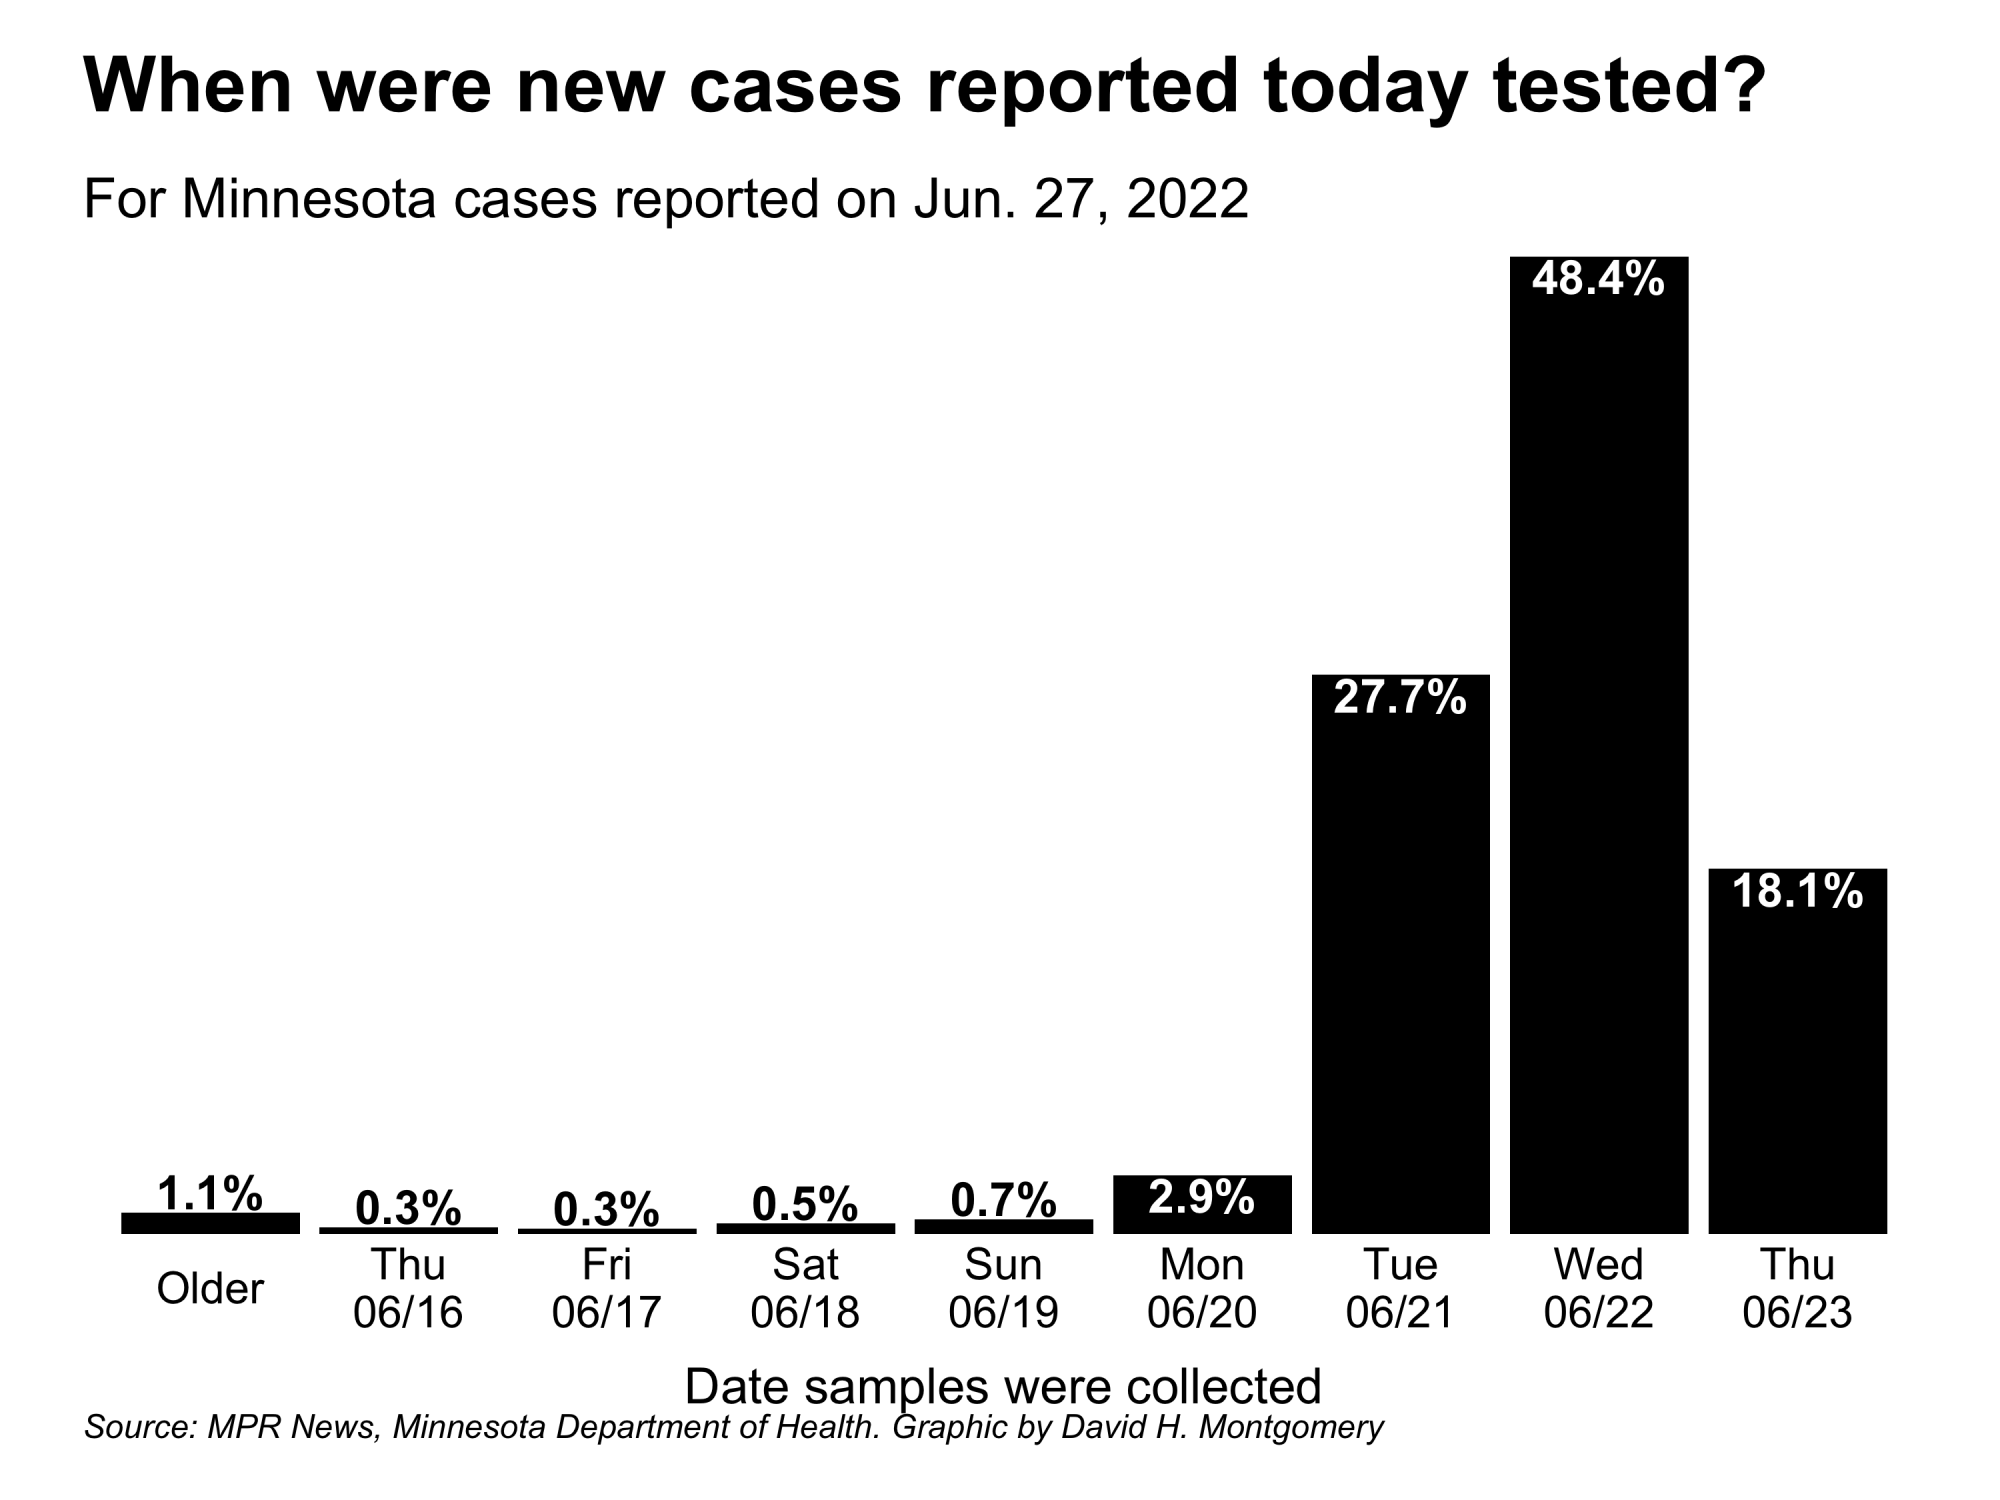 When were new cases reported today tested?
For Minnesota cases reported on Jun. 27, 2022
48.4%
27.7%
18.1%
1.1%
0.3%
0.3%
0.5%
0.7%
2.9%
Older
Thu
06/16
Fri
06/17
Sat
06/18
Sun
06/19
Mon
06/20
Tue
06/21
Wed
06/22
Thu
06/23
Date samples were collected
Source: MPR News, Minnesota Department of Health. Graphic by David H. Montgomery